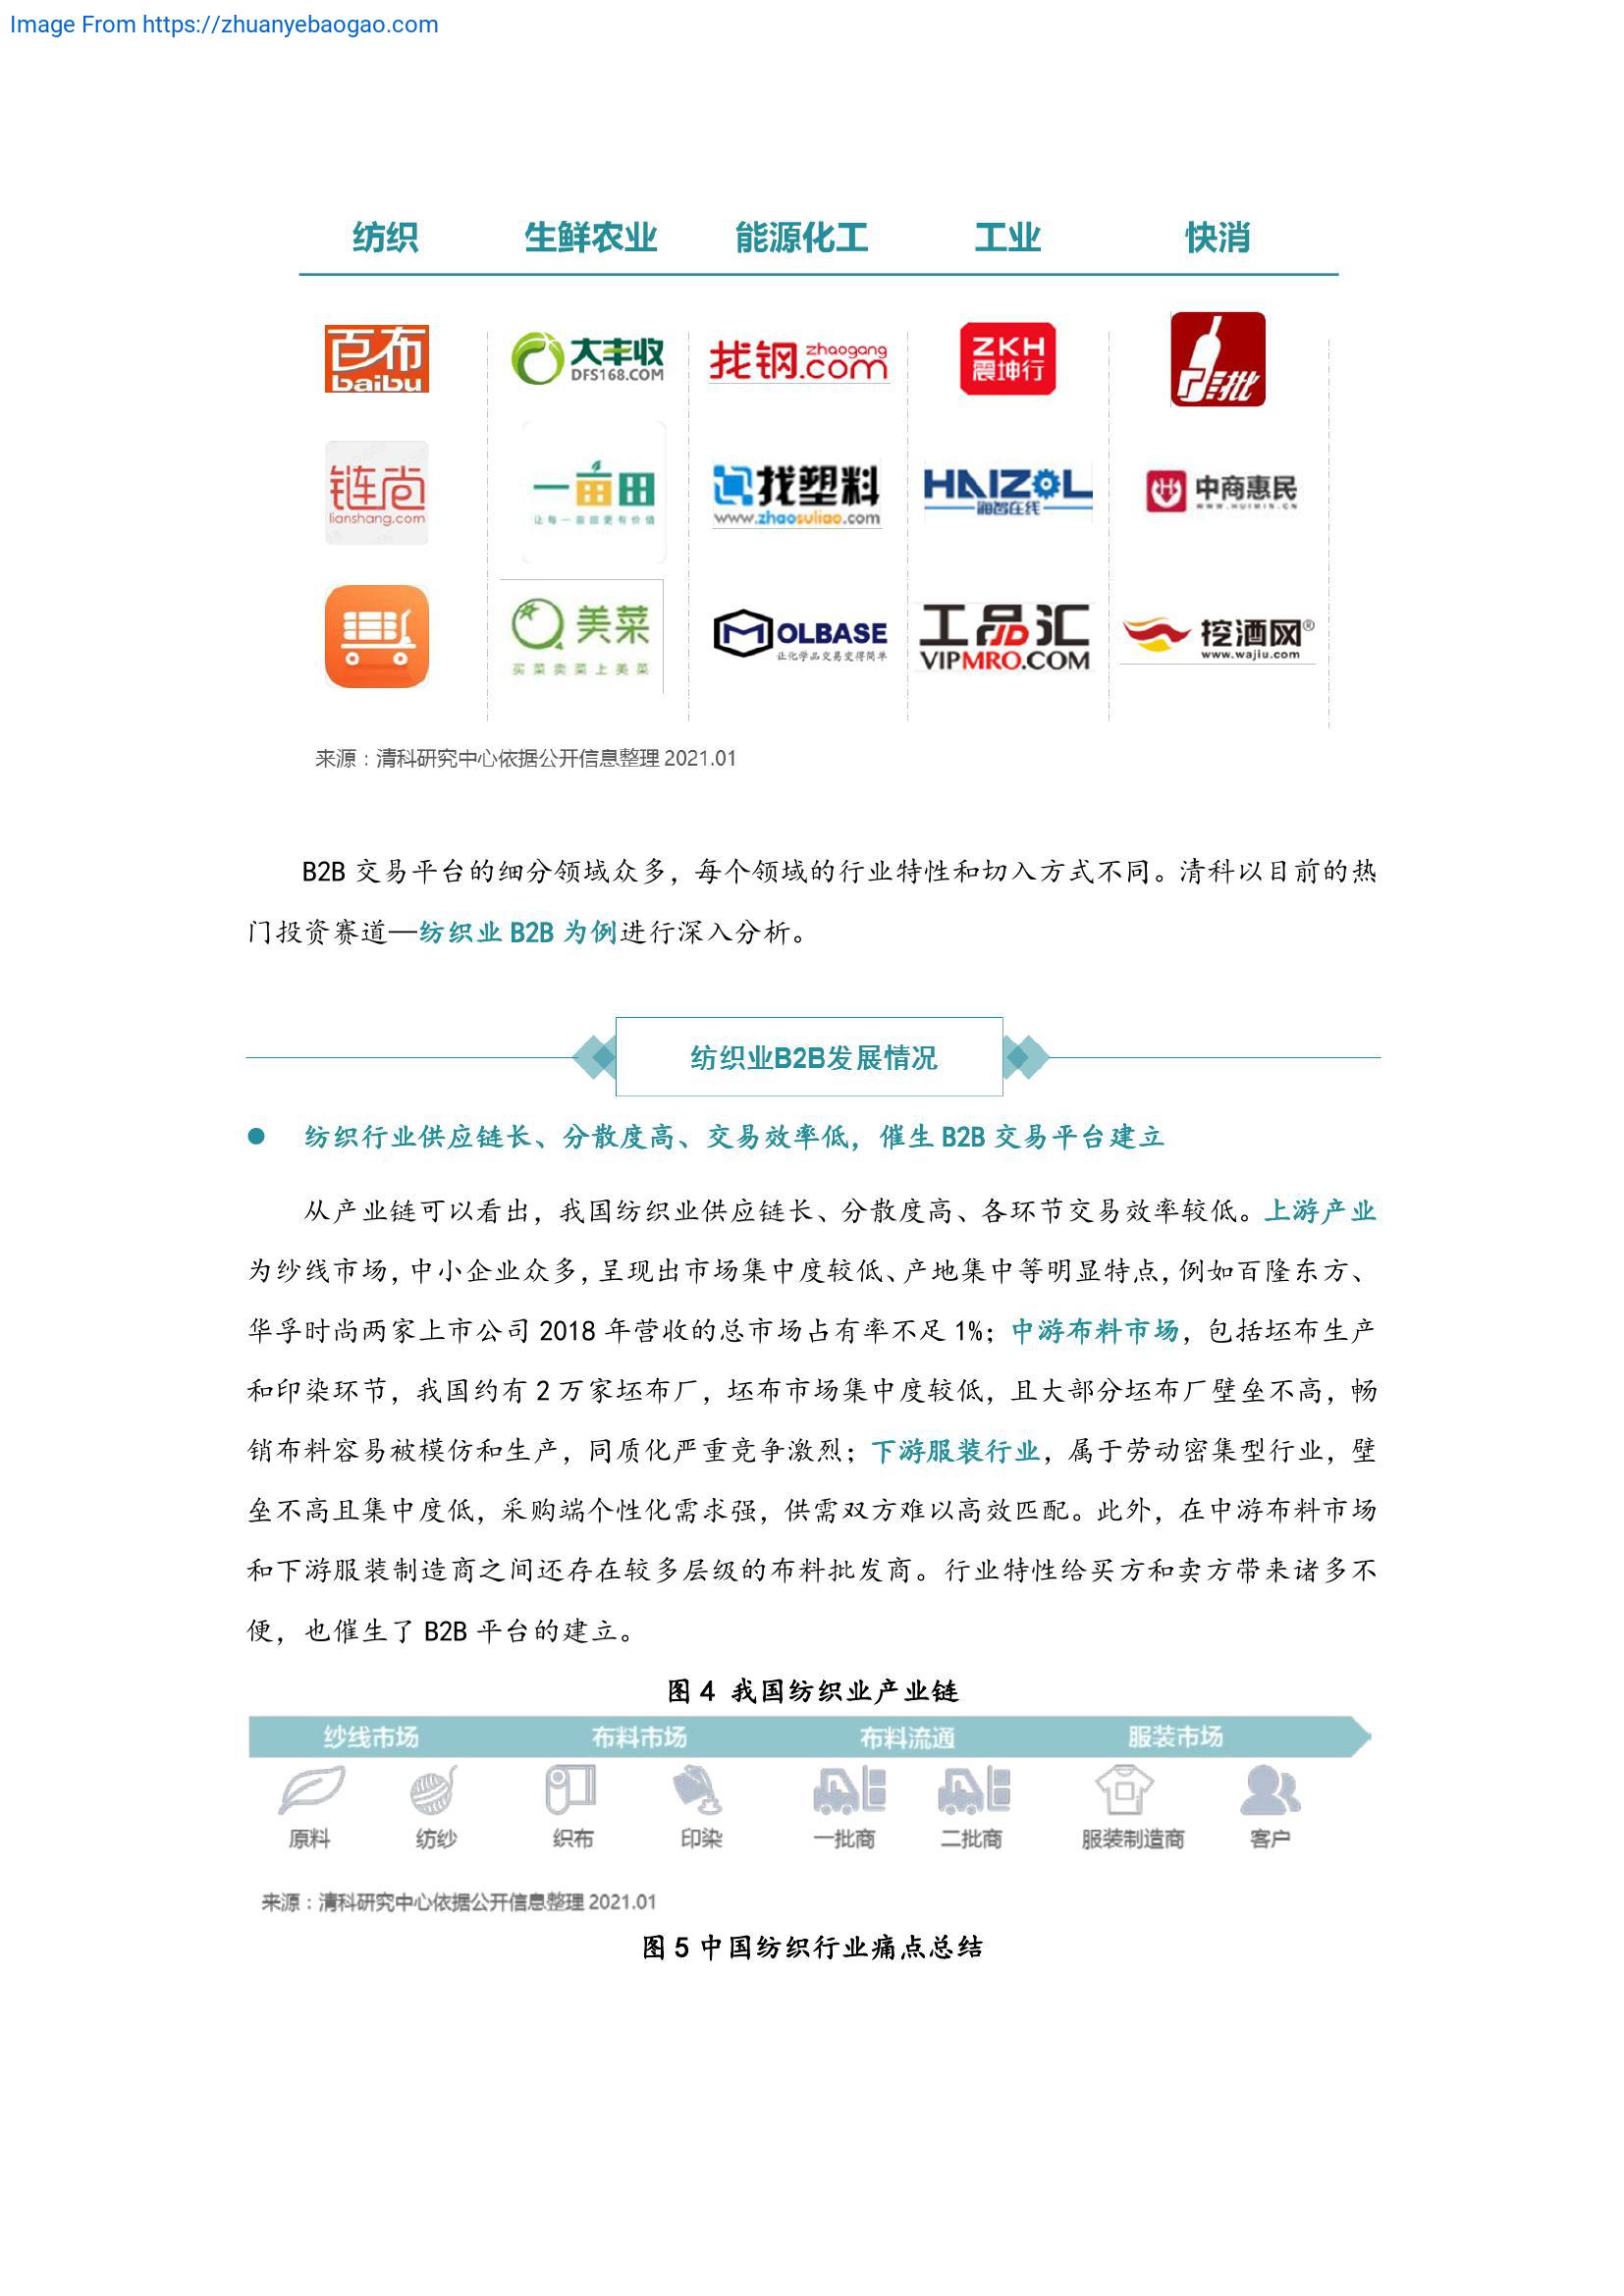 Image From https://zhuanyebaogao.com
纺织 生鲜农业 能源化工 工业 快消
百布 baibu
大丰收 DFS168.COM
找钢 zhaogang .com
ZKH 震坤行
批
链尚 lianshang.com
一亩田 让每一亩田更有价值
找塑料 www.zhaosuliao.com
HAIZOL 海智在线
中商惠民 WWW.HUIMIN.CN
美菜 买菜卖菜上美菜
MOLBASE 让化学品交易变得简单
工品汇 VIPMRO.COM
挖酒网® www.wajiu.com
来源：清科研究中心依据公开信息整理 2021.01
B2B 交易平台的细分领域众多，每个领域的行业特性和切入方式不同。清科以目前的热
门投资赛道—纺织业 B2B 为例进行深入分析。
纺织业B2B发展情况
● 纺织行业供应链长、分散度高、交易效率低，催生 B2B 交易平台建立
从产业链可以看出，我国纺织业供应链长、分散度高、各环节交易效率较低。上游产业
为纱线市场，中小企业众多，呈现出市场集中度较低、产地集中等明显特点，例如百隆东方、
华孚时尚两家上市公司 2018 年营收的总市场占有率不足 1%；中游布料市场，包括坯布生产
和印染环节，我国约有 2 万家坯布厂，坯布市场集中度较低，且大部分坯布厂壁垒不高，畅
销布料容易被模仿和生产，同质化严重竞争激烈；下游服装行业，属于劳动密集型行业，壁
垒不高且集中度低，采购端个性化需求强，供需双方难以高效匹配。此外，在中游布料市场
和下游服装制造商之间还存在较多层级的布料批发商。行业特性给买方和卖方带来诸多不
便，也催生了 B2B 平台的建立。
图 4 我国纺织业产业链
纱线市场 布料市场 布料流通 服装市场
原料 纺纱 织布 印染 一批商 二批商 服装制造商 客户
来源：清科研究中心依据公开信息整理 2021.01
图 5 中国纺织行业痛点总结